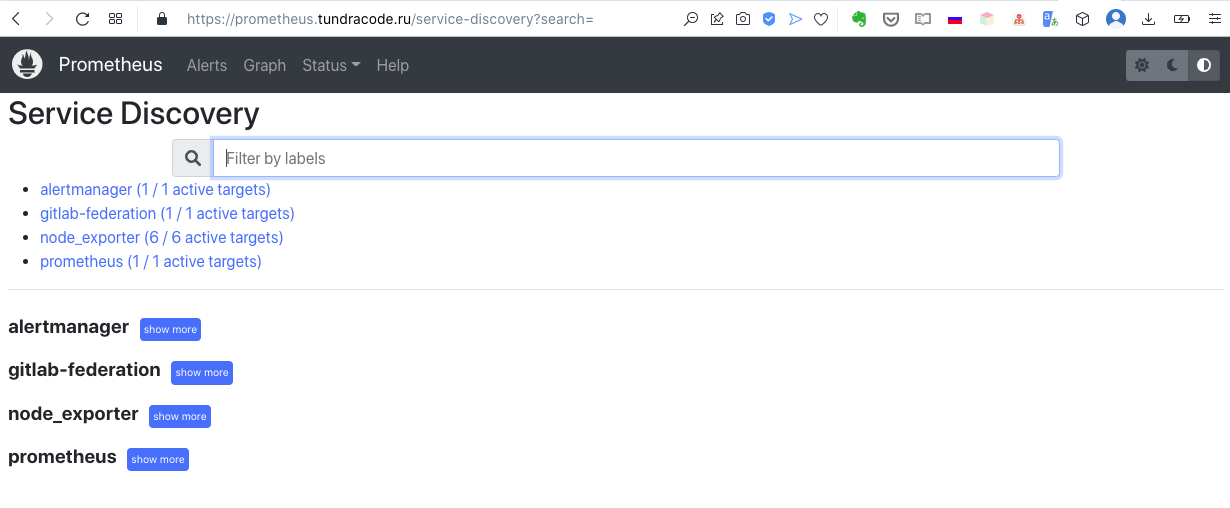 https://prometheus.tundracode.ru/service-discovery?search=
Prometheus Alerts Graph Status Help
Service Discovery
Filter by labels
alertmanager (1 / 1 active targets)
gitlab-federation (1 / 1 active targets)
node_exporter (6 / 6 active targets)
prometheus (1 / 1 active targets)
alertmanager show more
gitlab-federation show more
node_exporter show more
prometheus show more